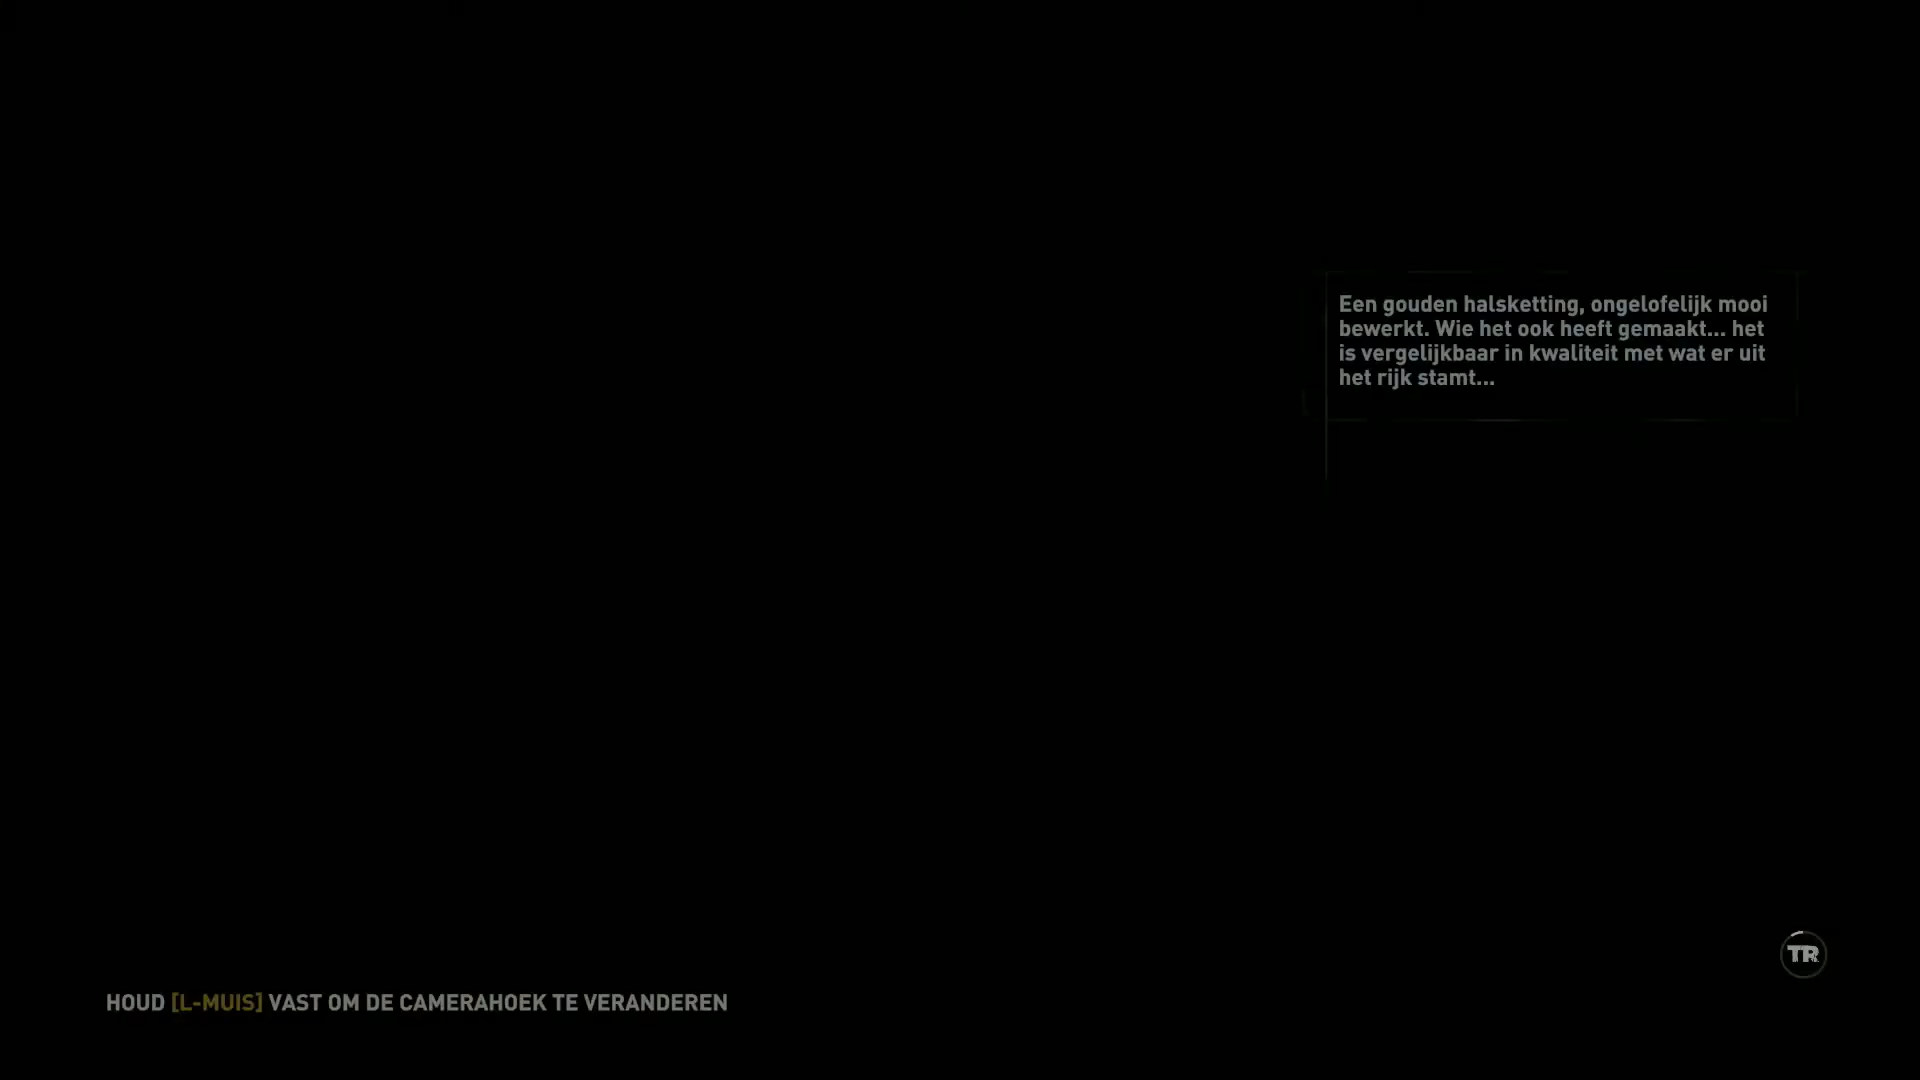 Een gouden halsketting, ongelofelijk mooi
bewerkt. Wie het ook heeft gemaakt... het
is vergelijkbaar in kwaliteit met wat er uit
het rijk stamt...
TR
HOUD [L-MUIS] VAST OM DE CAMERAHOEK TE VERANDEREN